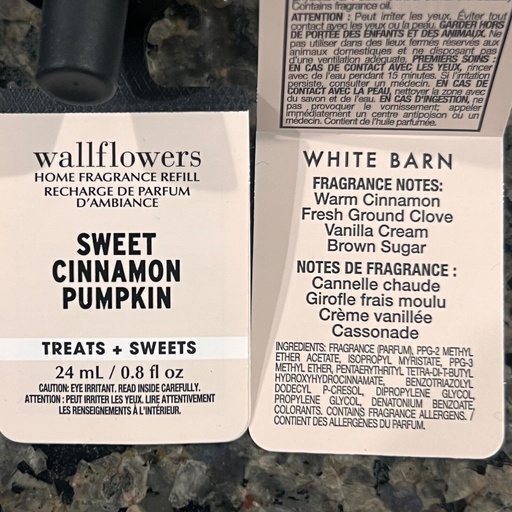 wallflowers
HOME FRAGRANCE REFILL
RECHARGE DE PARFUM
D'AMBIANCE
SWEET
CINNAMON
PUMPKIN
TREATS + SWEETS
24 mL / 0.8 fl oz
CAUTION: EYE IRRITANT. READ INSIDE CAREFULLY.
ATTENTION : PEUT IRRITER LES YEUX. LIRE ATTENTIVEMENT
LES RENSEIGNEMENTS À L'INTÉRIEUR.
Contains fragrance oil.
ATTENTION : Peut irriter les yeux. Éviter tout
contact avec les yeux ou la peau. GARDER HORS
DE PORTÉE DES ENFANTS ET DES ANIMAUX. Ne
pas utiliser dans des lieux fermés réservés aux
animaux domestiques et ne disposant pas
d'une ventilation adéquate. PREMIERS SOINS :
EN CAS DE CONTACT AVEC LES YEUX, rincer
avec de l'eau pendant 15 minutes. Si l'irritation
persiste, consulter un médecin. EN CAS DE
CONTACT AVEC LA PEAU, nettoyer la zone avec
du savon et de l'eau. EN CAS D'INGESTION, ne
pas provoquer le vomissement; appeler
immédiatement un centre antipoison ou un
médecin. Contient de l'huile parfumée.
WHITE BARN
FRAGRANCE NOTES:
Warm Cinnamon
Fresh Ground Clove
Vanilla Cream
Brown Sugar
NOTES DE FRAGRANCE :
Cannelle chaude
Girofle frais moulu
Crème vanillée
Cassonade
INGREDIENTS: FRAGRANCE (PARFUM), PPG-2 METHYL
ETHER ACETATE, ISOPROPYL MYRISTATE, PPG-3
METHYL ETHER, PENTAERYTHRITYL TETRA-DI-T-BUTYL
HYDROXYHYDROCINNAMATE, BENZOTRIAZOLYL
DODECYL P-CRESOL, DIPROPYLENE GLYCOL,
PROPYLENE GLYCOL, DENATONIUM BENZOATE,
COLORANTS. CONTAINS FRAGRANCE ALLERGENS. /
CONTIENT DES ALLERGÈNES DU PARFUM.